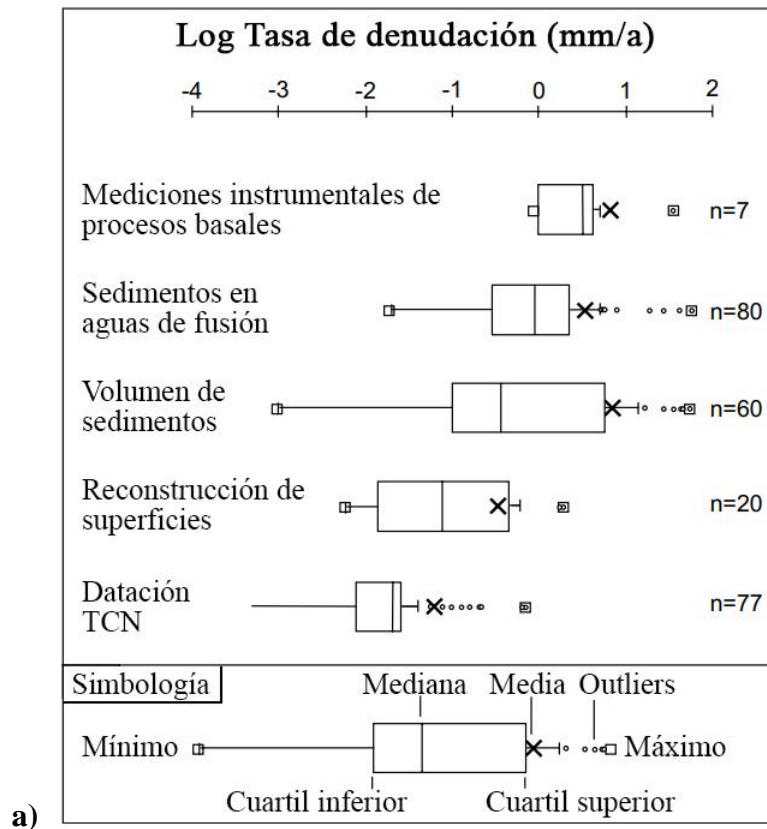 Log Tasa de denudación (mm/a)
-4 -3 -2 -1 0 1 2
Mediciones instrumentales de
procesos basales
n=7
Sedimentos en
aguas de fusión
n=80
Volumen de
sedimentos
n=60
Reconstrucción de
superficies
n=20
Datación
TCN
n=77
Simbología
Mediana
Media
Outliers
Mínimo
Máximo
Cuartil inferior
Cuartil superior
a)